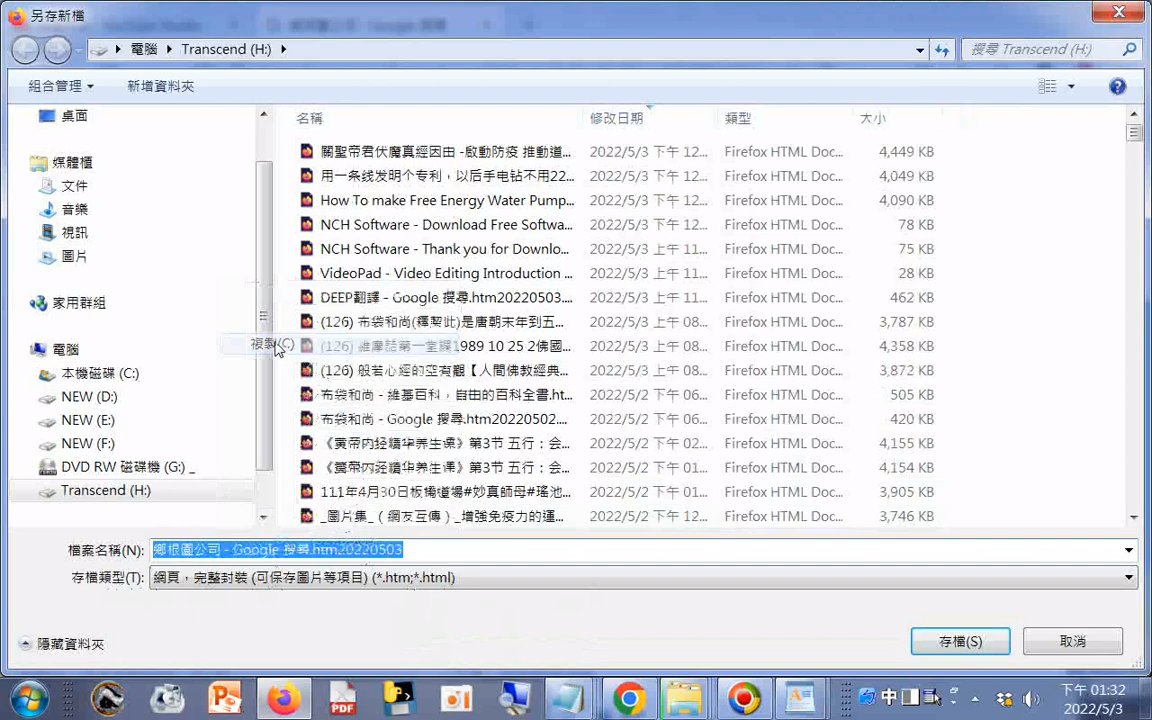 另存新檔
電腦 Transcend (H:)
搜尋 Transcend (H:)
組合管理 新增資料夾
桌面
媒體櫃
文件
音樂
視訊
圖片
家用群組
電腦
本機磁碟 (C:)
NEW (D:)
NEW (E:)
NEW (F:)
DVD RW 磁碟機 (G:) _
Transcend (H:)
名稱 修改日期 類型 大小
關聖帝君伏魔真經因由 -啟動防疫 推動道... 2022/5/3 下午 12... Firefox HTML Doc... 4,449 KB
用一条线发明个专利，以后手电钻不用22... 2022/5/3 下午 12... Firefox HTML Doc... 4,049 KB
How To make Free Energy Water Pump... 2022/5/3 下午 12... Firefox HTML Doc... 4,090 KB
NCH Software - Download Free Softwa... 2022/5/3 下午 12... Firefox HTML Doc... 78 KB
NCH Software - Thank you for Downlo... 2022/5/3 上午 11... Firefox HTML Doc... 75 KB
VideoPad - Video Editing Introduction ... 2022/5/3 上午 11... Firefox HTML Doc... 28 KB
DEEP翻譯 - Google 搜尋.htm20220503... 2022/5/3 上午 11... Firefox HTML Doc... 462 KB
(126) 布袋和尚(釋契此)是唐朝末年到五... 2022/5/3 上午 08... Firefox HTML Doc... 3,787 KB
(126) 維摩詰第一堂課1989 10 25 2佛國... 2022/5/3 上午 08... Firefox HTML Doc... 4,358 KB
(126) 般若心經的空有觀【人間佛教經典... 2022/5/3 上午 08... Firefox HTML Doc... 3,872 KB
布袋和尚 - 維基百科，自由的百科全書.ht... 2022/5/2 下午 06... Firefox HTML Doc... 505 KB
布袋和尚 - Google 搜尋.htm20220502... 2022/5/2 下午 06... Firefox HTML Doc... 420 KB
《黄帝内经精华养生课》第3节 五行：会... 2022/5/2 下午 02... Firefox HTML Doc... 4,155 KB
《黄帝内经精华养生课》第3节 五行：会... 2022/5/2 下午 01... Firefox HTML Doc... 4,154 KB
111年4月30日板橋道場#妙真師母#瑤池... 2022/5/2 下午 01... Firefox HTML Doc... 3,905 KB
_圖片集_ ( 網友互傳 ) _增強免疫力的運... 2022/5/2 下午 12... Firefox HTML Doc... 3,746 KB
複製(C)
檔案名稱(N): 鄉根園公司 - Google 搜尋.htm20220503
存檔類型(T): 網頁，完整封裝 (可保存圖片等項目) (*.htm;*.html)
隱藏資料夾 存檔(S) 取消
中
下午 01:32
2022/5/3